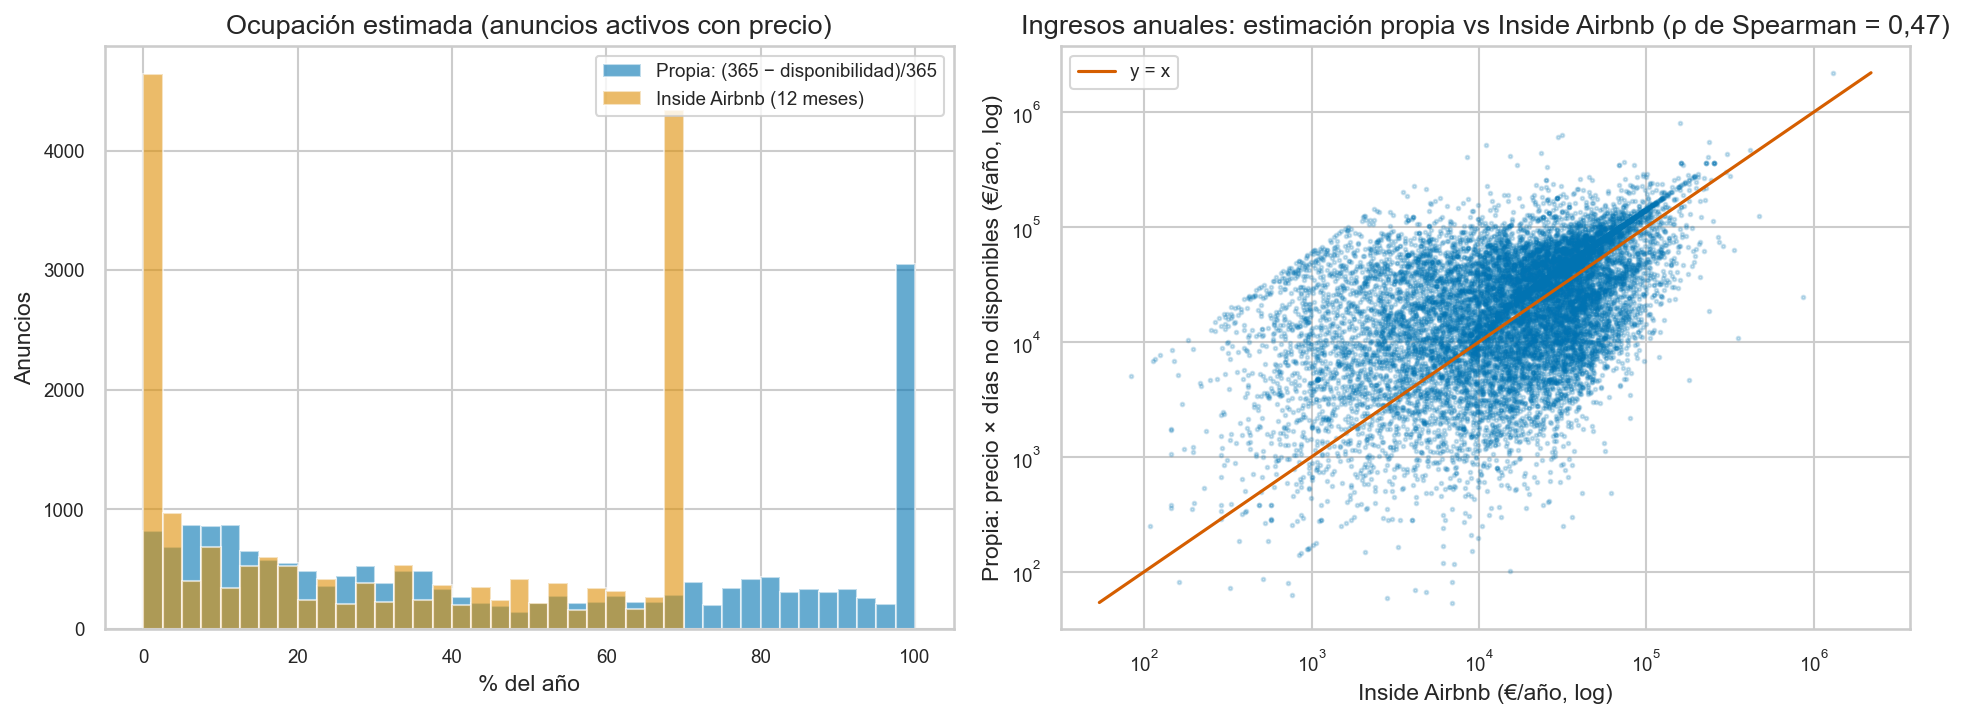 Ocupación estimada (anuncios activos con precio)
Propia: (365 − disponibilidad)/365
Inside Airbnb (12 meses)
Anuncios
4000
3000
2000
1000
0
0 20 40 60 80 100
% del año
Ingresos anuales: estimación propia vs Inside Airbnb (ρ de Spearman = 0,47)
y = x
Propia: precio × días no disponibles (€/año, log)
10⁶
10⁵
10⁴
10³
10²
10² 10³ 10⁴ 10⁵ 10⁶
Inside Airbnb (€/año, log)